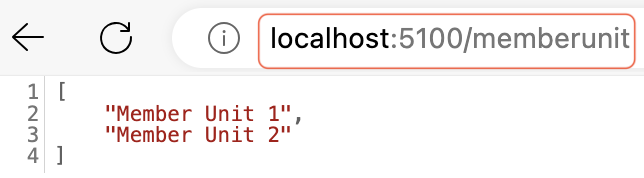 localhost:5100/memberunit
1 [
2     "Member Unit 1",
3     "Member Unit 2"
4 ]